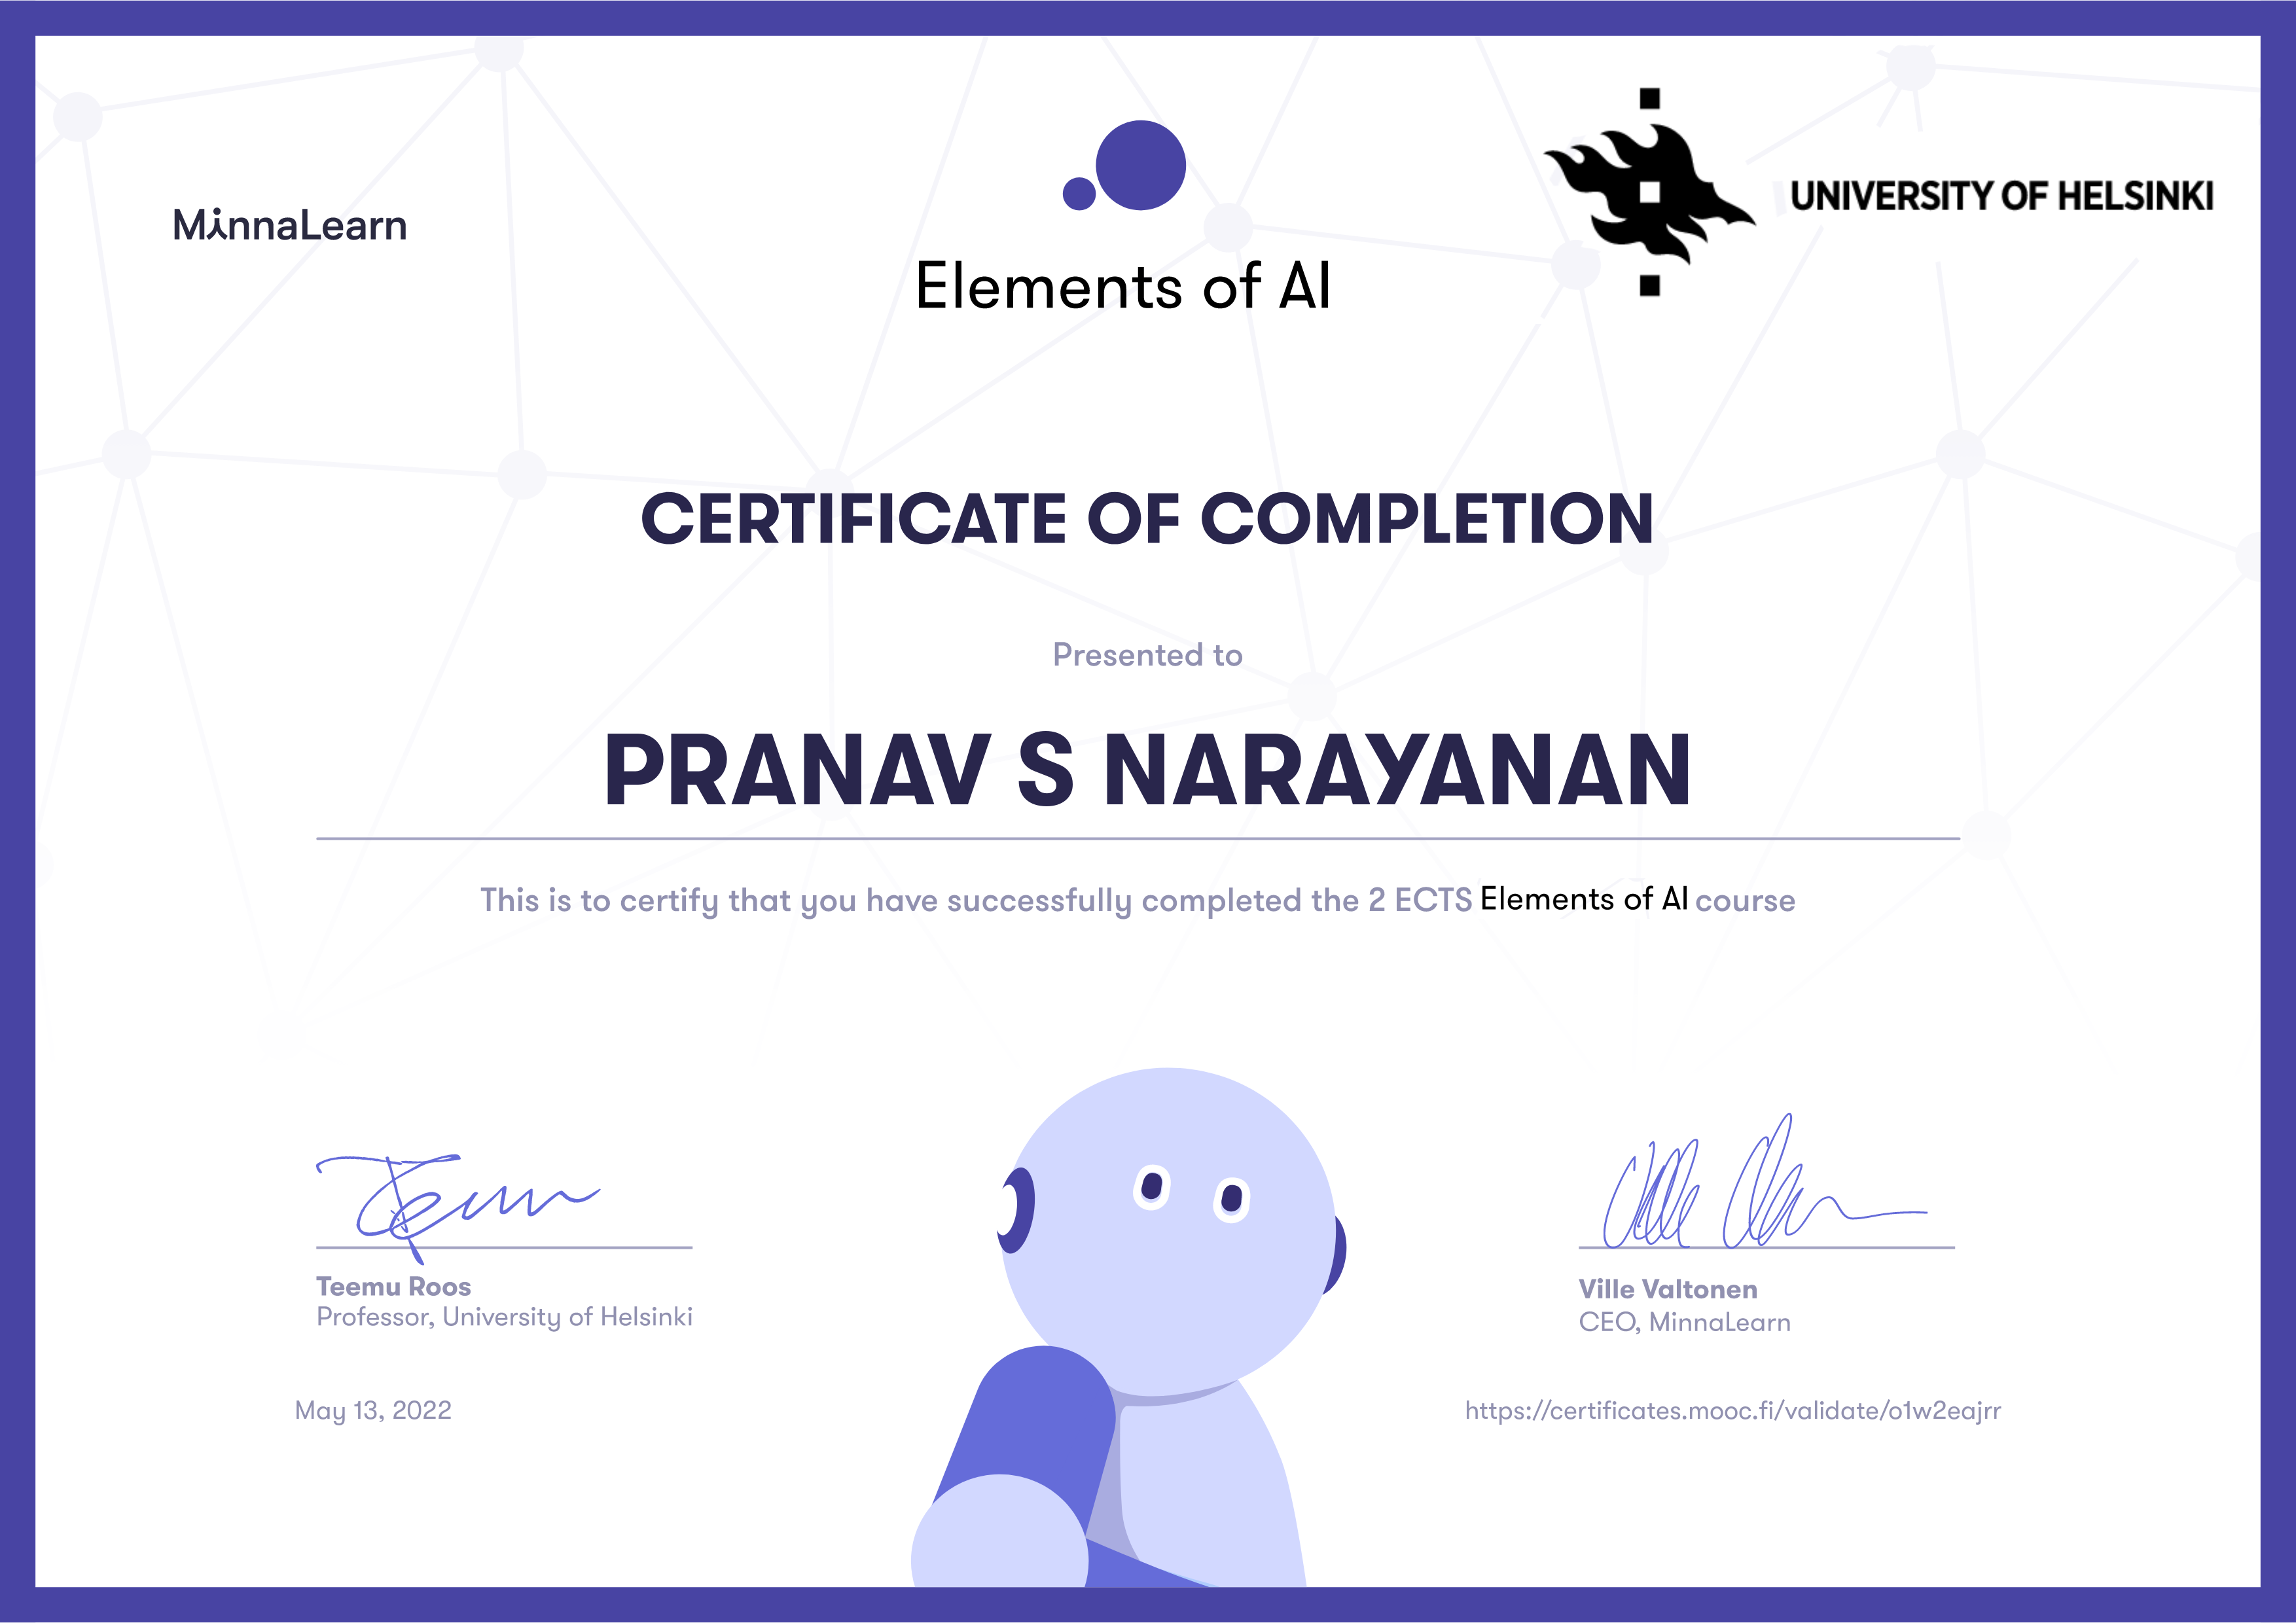 MinnaLearn
Elements of AI
UNIVERSITY OF HELSINKI
CERTIFICATE OF COMPLETION
Presented to
PRANAV S NARAYANAN
This is to certify that you have successfully completed the 2 ECTS Elements of AI course
Teemu Roos
Professor, University of Helsinki
May 13, 2022
Ville Valtonen
CEO, MinnaLearn
https://certificates.mooc.fi/validate/o1w2eajrr